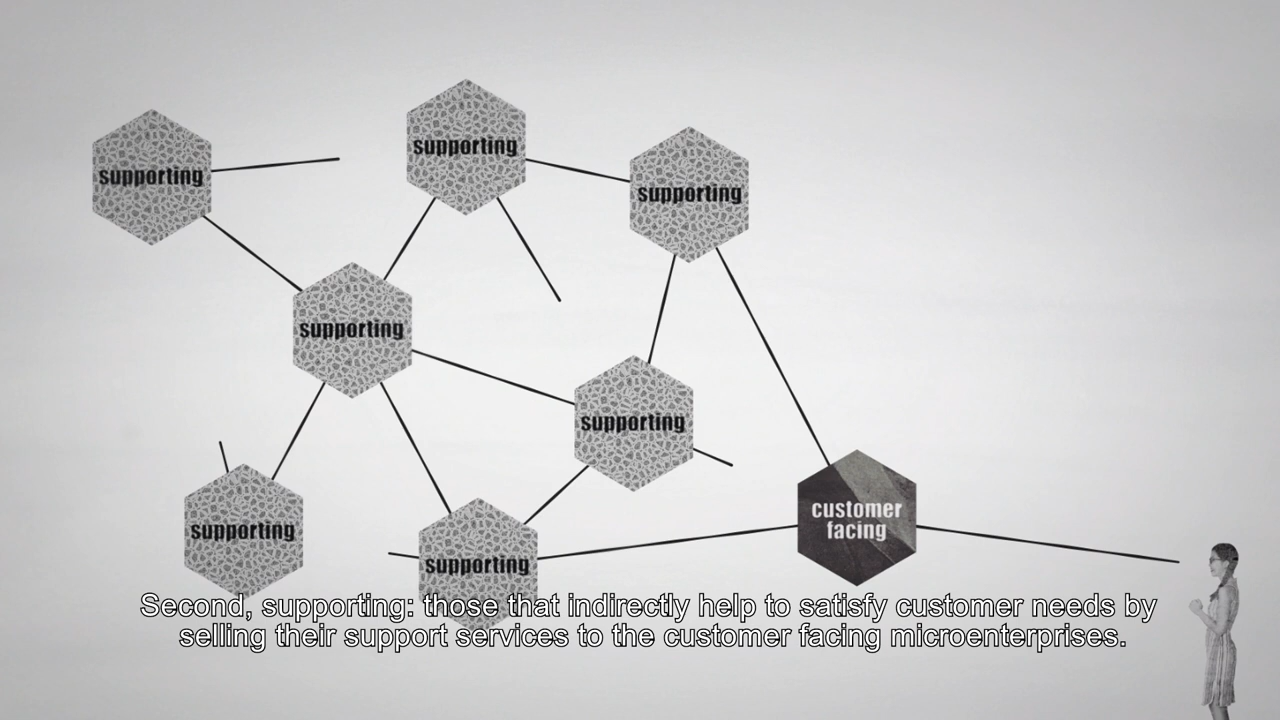 supporting
supporting
supporting
supporting
supporting
supporting
supporting
customer
facing
Second, supporting: those that indirectly help to satisfy customer needs by
selling their support services to the customer facing microenterprises.